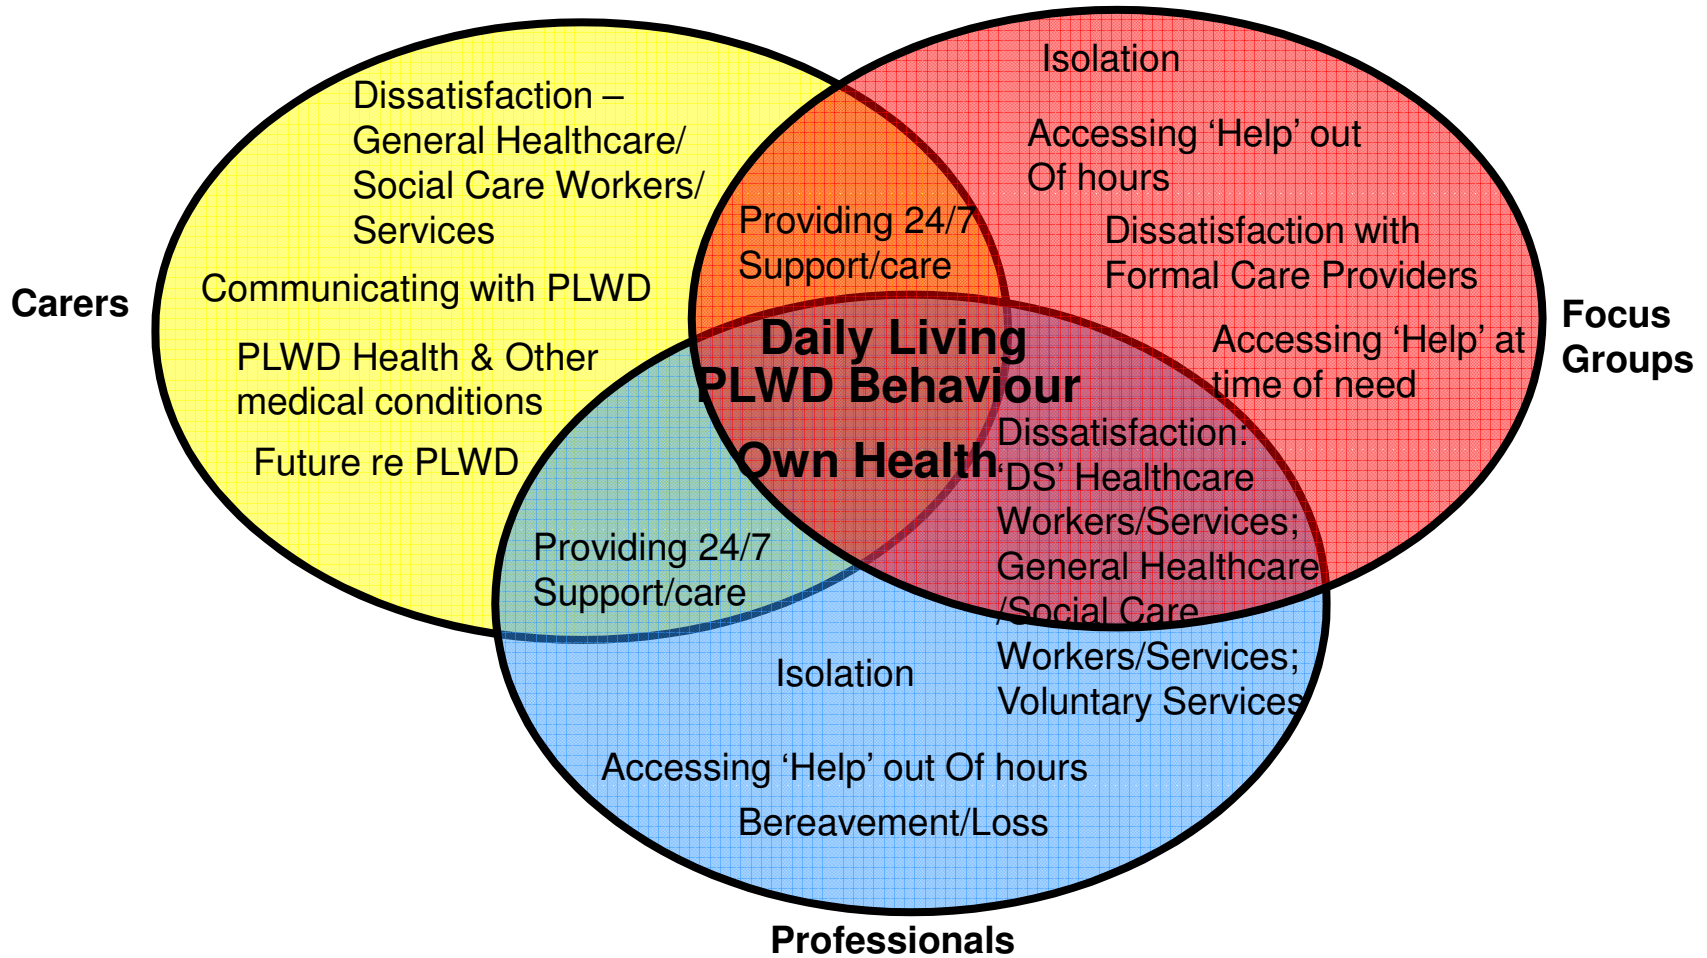 Carers
Dissatisfaction –
General Healthcare/
Social Care Workers/
Services
Communicating with PLWD
PLWD Health & Other
medical conditions
Future re PLWD
Providing 24/7
Support/care
Isolation
Accessing ‘Help’ out
Of hours
Dissatisfaction with
Formal Care Providers
Accessing ‘Help’ at
time of need
Focus
Groups
Daily Living
PLWD Behaviour
Own Health
Dissatisfaction:
‘DS’ Healthcare
Workers/Services;
General Healthcare
/Social Care
Workers/Services;
Voluntary Services
Providing 24/7
Support/care
Isolation
Accessing ‘Help’ out Of hours
Bereavement/Loss
Professionals